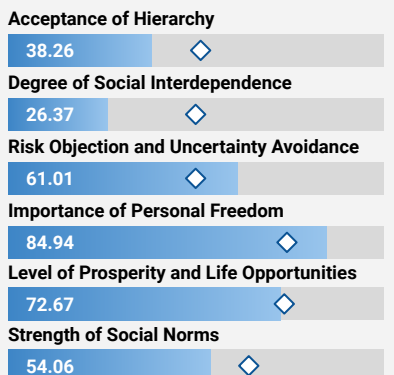 Acceptance of Hierarchy
38.26
Degree of Social Interdependence
26.37
Risk Objection and Uncertainty Avoidance
61.01
Importance of Personal Freedom
84.94
Level of Prosperity and Life Opportunities
72.67
Strength of Social Norms
54.06